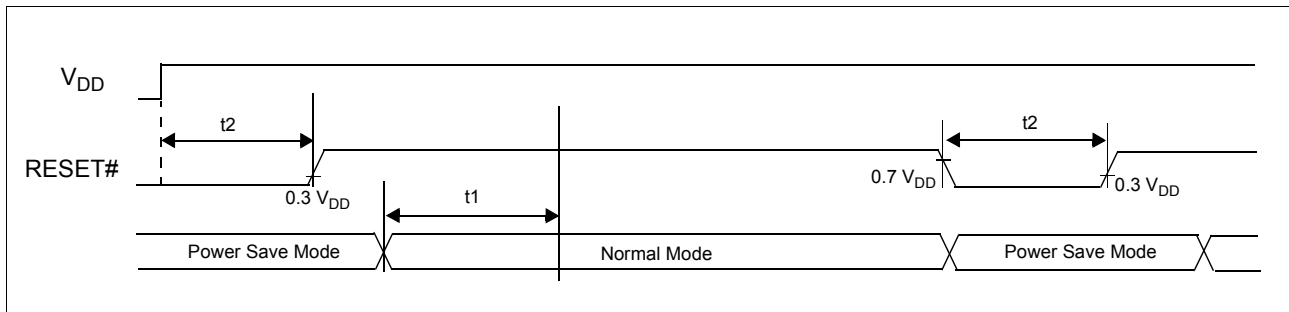 VDD
t2
t2
RESET#
0.3 VDD
0.7 VDD
0.3 VDD
t1
Power Save Mode
Normal Mode
Power Save Mode